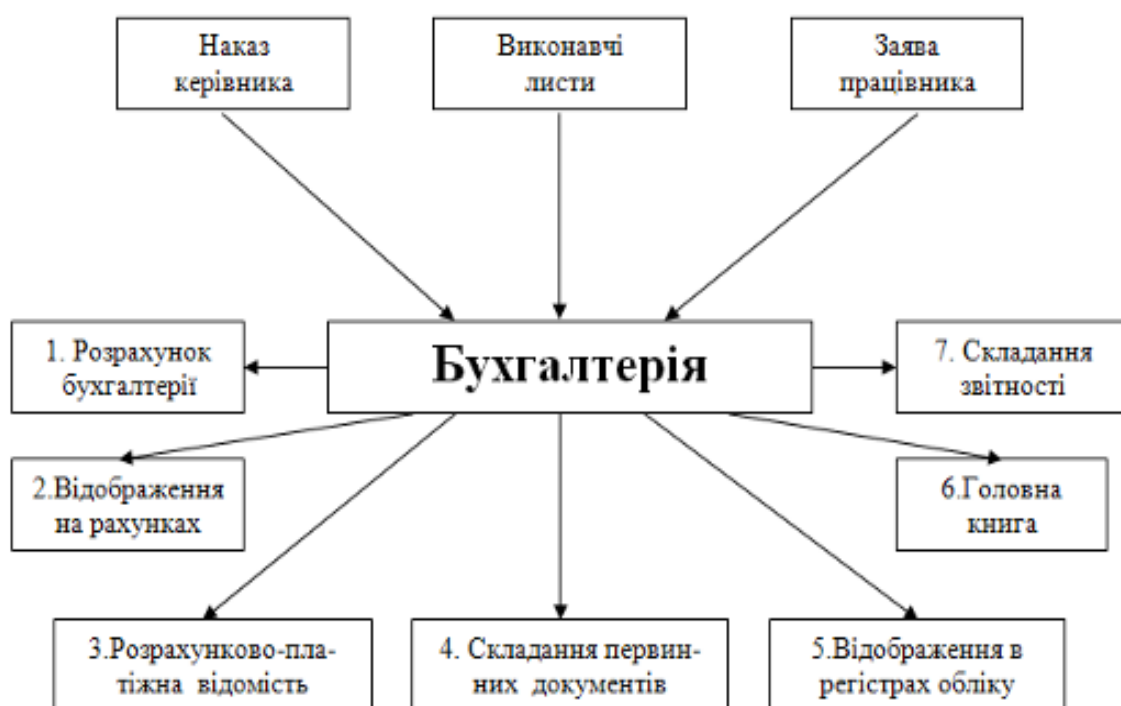 Наказ
керівника
Виконавчі
листи
Заява
працівника
Бухгалтерія
1. Розрахунок
бухгалтерії
7. Складання
звітності
2.Відображення
на рахунках
6.Головна
книга
3.Розрахунково-пла-
тіжна відомість
4. Складання первин-
них документів
5.Відображення в
регістрах обліку